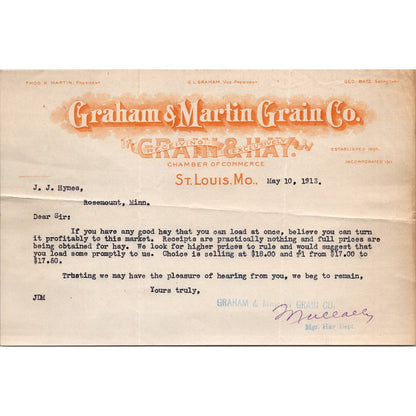 THOS K. MARTIN, President
G. L. GRAHAM, Vice-President
GEO. BATE, Secretary
Graham & Martin Grain Co.
GRAIN & HAY.
ESTABLISHED
CHAMBER OF COMMERCE
INCORPORATED
ST. LOUIS, MO., May 10, 1913.
J. J. Hynes,
Rosemount, Minn.
Dear Sir:
If you have any good hay that you can load at once, believe you can turn
it profitably to this market. Receipts are practically nothing and full prices are
being obtained for hay. We look for higher prices to rule and would suggest that
you load some promptly to us. Choice is selling at $18.00 and #1 from $17.00 to
$17.50.
Trusting we may have the pleasure of hearing from you, we beg to remain,
Yours truly,
JIM
GRAHAM & MARTIN GRAIN CO.
Mgr. Hay Dept.